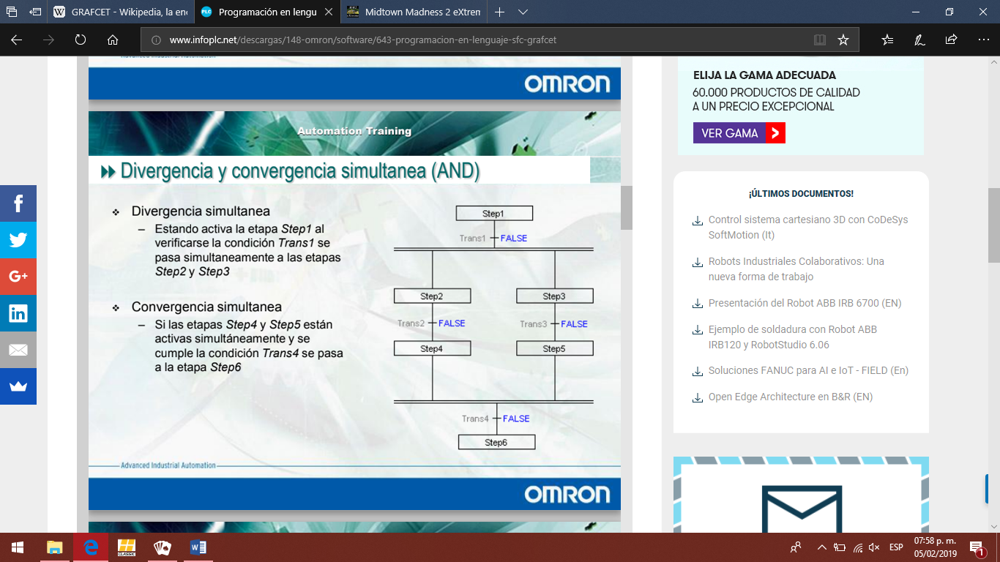 GRAFCET - Wikipedia, la en
Programación en lengu
Midtown Madness 2 eXtrem
www.infoplc.net/descargas/148-omron/software/643-programacion-en-lenguaje-sfc-grafcet
Advanced Industrial Automation
OMRON
Automation Training
Divergencia y convergencia simultanea (AND)
Divergencia simultanea
– Estando activa la etapa Step1 al
verificarse la condición Trans1 se
pasa simultaneamente a las etapas
Step2 y Step3
Convergencia simultanea
– Si las etapas Step4 y Step5 están
activas simultáneamente y se
cumple la condición Trans4 se pasa
a la etapa Step6
Step1
Trans1 FALSE
Step2 Step3
Trans2 FALSE Trans3 FALSE
Step4 Step5
Trans4 FALSE
Step6
Advanced Industrial Automation
OMRON
ELIJA LA GAMA ADECUADA
60.000 PRODUCTOS DE CALIDAD
A UN PRECIO EXCEPCIONAL
VER GAMA
¡ÚLTIMOS DOCUMENTOS!
Control sistema cartesiano 3D con CoDeSys
SoftMotion (It)
Robots Industriales Colaborativos: Una
nueva forma de trabajo
Presentación del Robot ABB IRB 6700 (EN)
Ejemplo de soldadura con Robot ABB
IRB120 y RobotStudio 6.06
Soluciones FANUC para AI e IoT - FIELD (En)
Open Edge Architecture en B&R (EN)
f
G+
in
CLASSIC
ESP
07:58 p. m.
05/02/2019
1